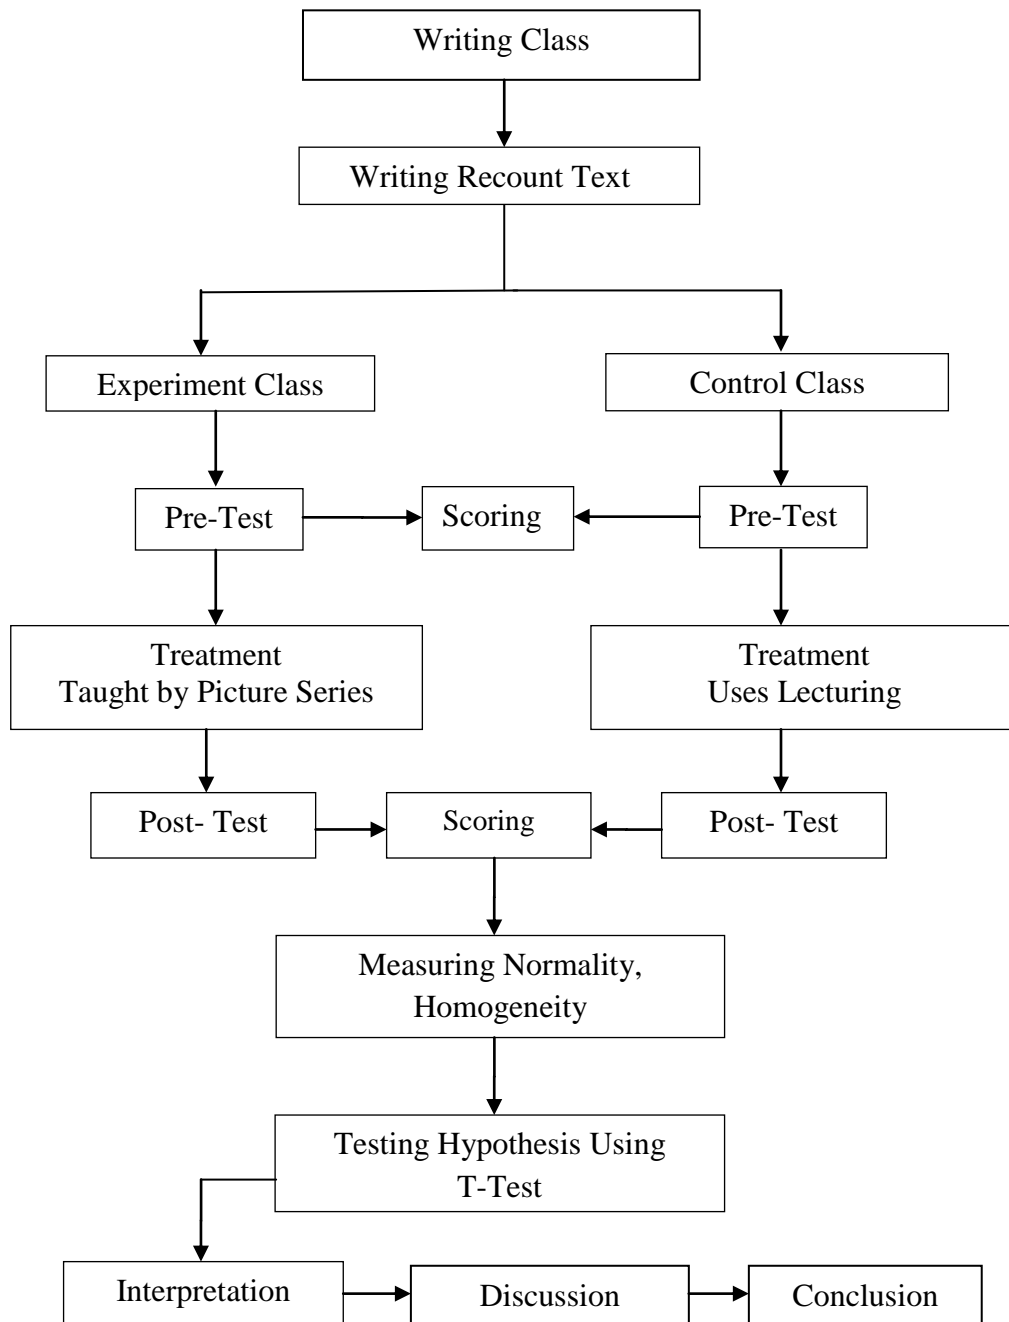 Writing Class
Writing Recount Text
Experiment Class
Control Class
Pre-Test
Scoring
Pre-Test
Treatment
Taught by Picture Series
Treatment
Uses Lecturing
Post- Test
Scoring
Post- Test
Measuring Normality,
Homogeneity
Testing Hypothesis Using
T-Test
Interpretation
Discussion
Conclusion